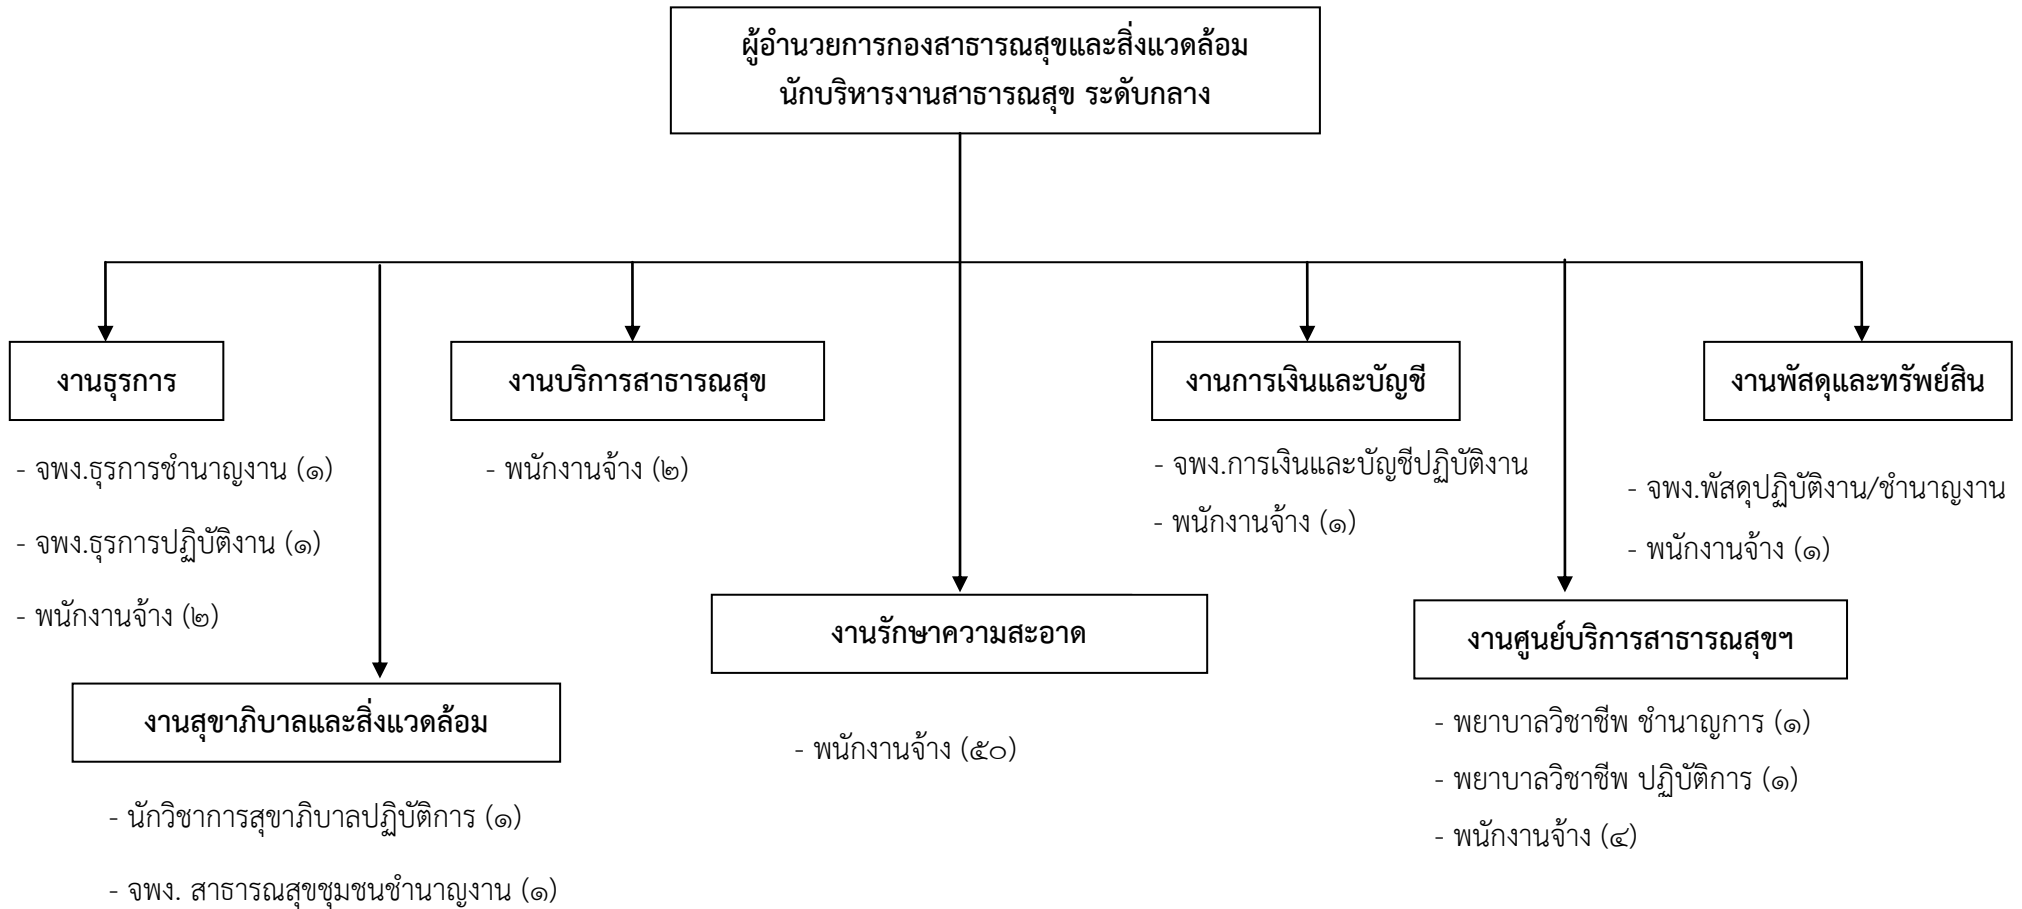 ผู้อำนวยการกองสาธารณสุขและสิ่งแวดล้อม
นักบริหารงานสาธารณสุข ระดับกลาง
งานธุรการ
- จพง.ธุรการชำนาญงาน (๑)
- จพง.ธุรการปฏิบัติงาน (๑)
- พนักงานจ้าง (๒)
งานสุขาภิบาลและสิ่งแวดล้อม
- นักวิชาการสุขาภิบาลปฏิบัติการ (๑)
- จพง. สาธารณสุขชุมชนชำนาญงาน (๑)
งานบริการสาธารณสุข
- พนักงานจ้าง (๒)
งานรักษาความสะอาด
- พนักงานจ้าง (๕๐)
งานการเงินและบัญชี
- จพง.การเงินและบัญชีปฏิบัติงาน
- พนักงานจ้าง (๑)
งานศูนย์บริการสาธารณสุขฯ
- พยาบาลวิชาชีพ ชำนาญการ (๑)
- พยาบาลวิชาชีพ ปฏิบัติการ (๑)
- พนักงานจ้าง (๔)
งานพัสดุและทรัพย์สิน
- จพง.พัสดุปฏิบัติงาน/ชำนาญงาน
- พนักงานจ้าง (๑)